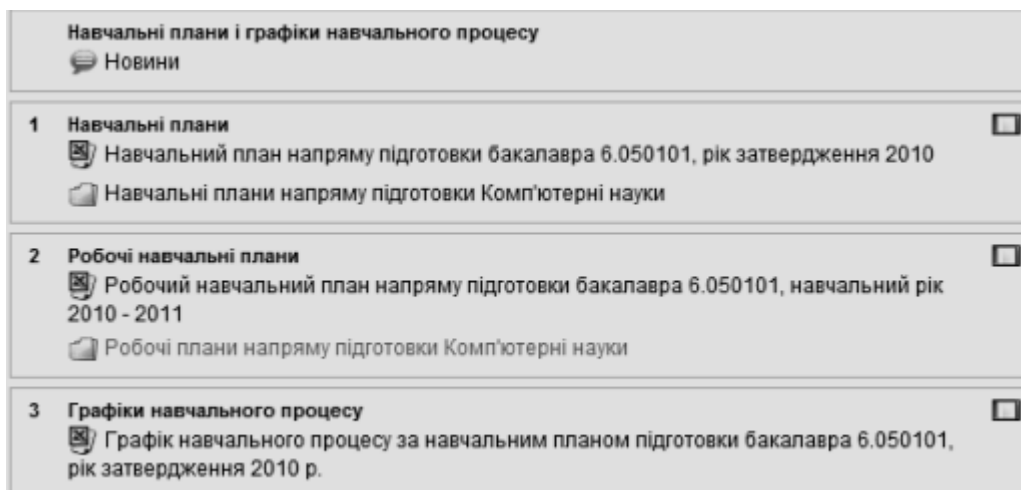 Навчальні плани і графіки навчального процесу
Новини
1 Навчальні плани
Навчальний план напряму підготовки бакалавра 6.050101, рік затвердження 2010
Навчальні плани напряму підготовки Комп'ютерні науки
2 Робочі навчальні плани
Робочий навчальний план напряму підготовки бакалавра 6.050101, навчальний рік
2010 - 2011
Робочі плани напряму підготовки Комп'ютерні науки
3 Графіки навчального процесу
Графік навчального процесу за навчальним планом підготовки бакалавра 6.050101,
рік затвердження 2010 р.